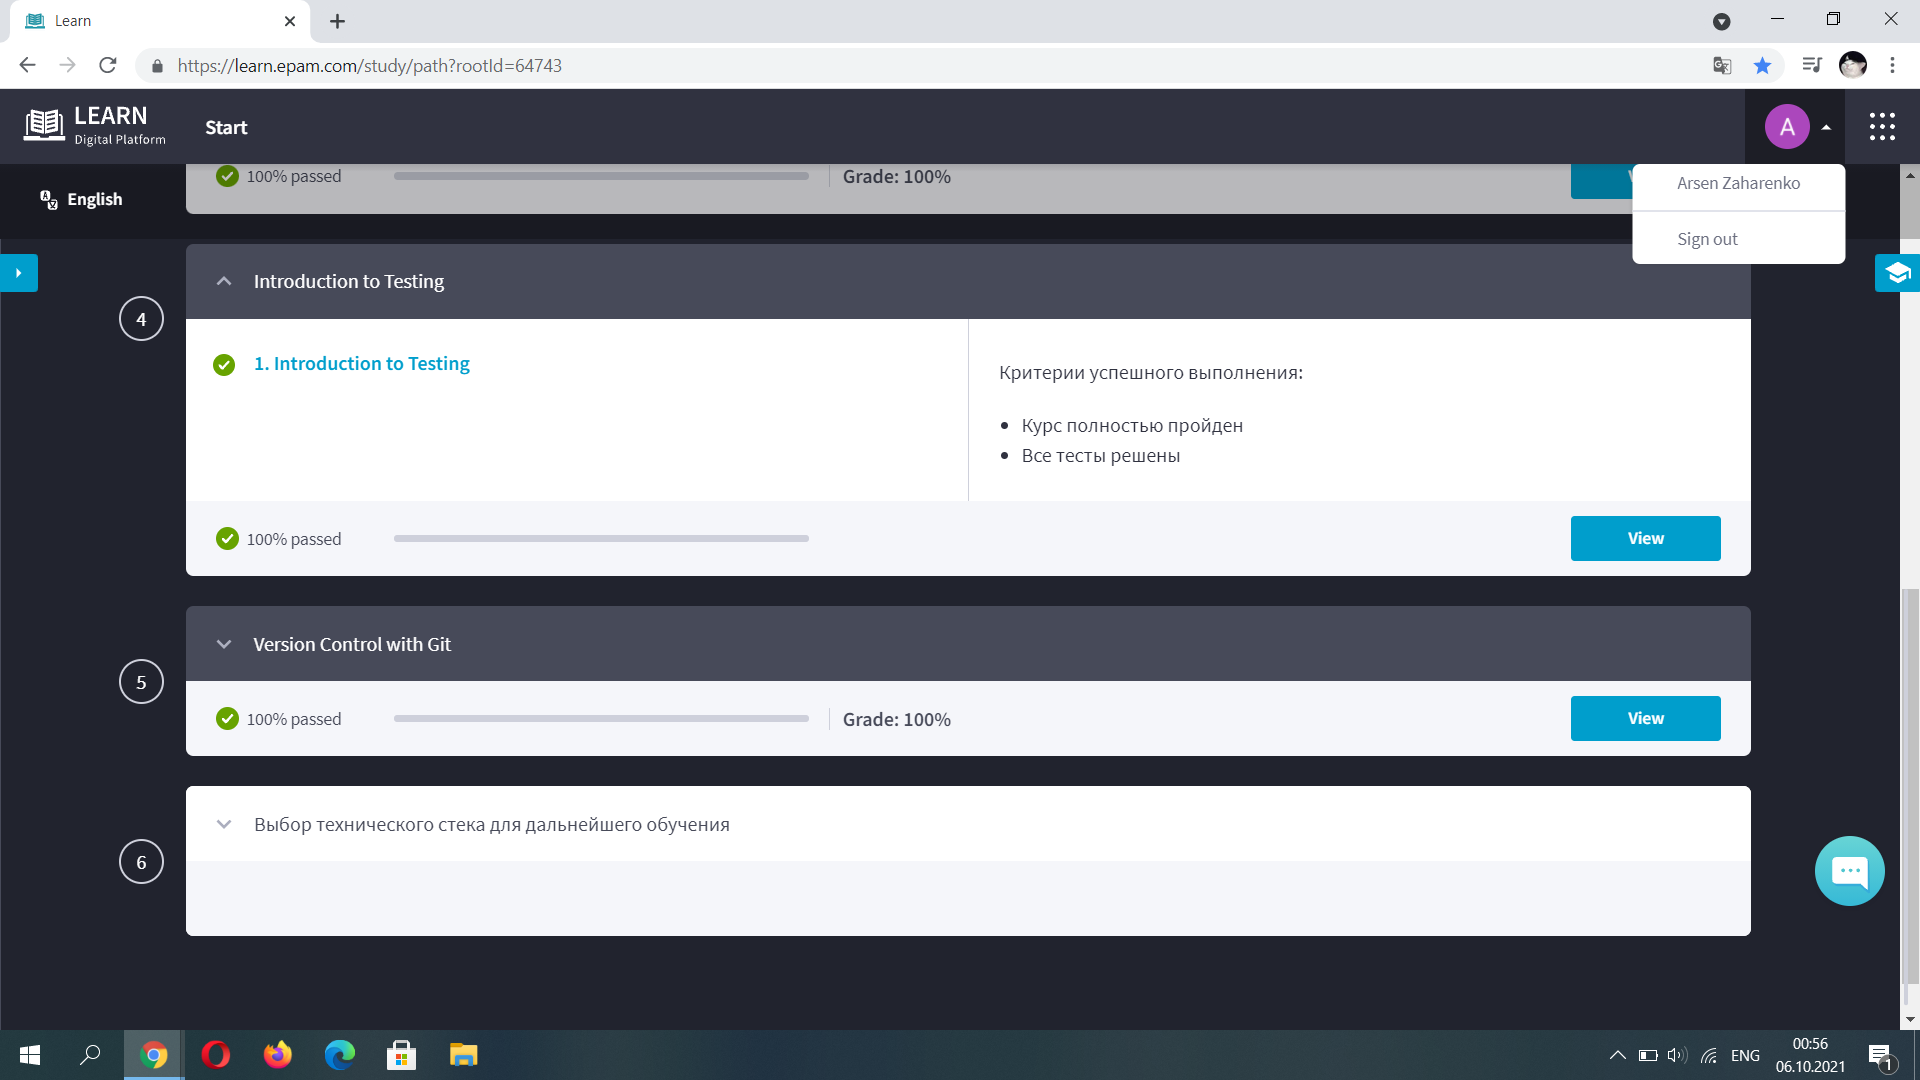 Learn
https://learn.epam.com/study/path?rootId=64743
LEARN
Digital Platform
Start
A
Arsen Zaharenko
Sign out
English
100% passed
Grade: 100%
4
Introduction to Testing
1. Introduction to Testing
Критерии успешного выполнения:
Курс полностью пройден
Все тесты решены
100% passed
View
5
Version Control with Git
100% passed
Grade: 100%
View
6
Выбор технического стека для дальнейшего обучения
ENG
00:56
06.10.2021
1